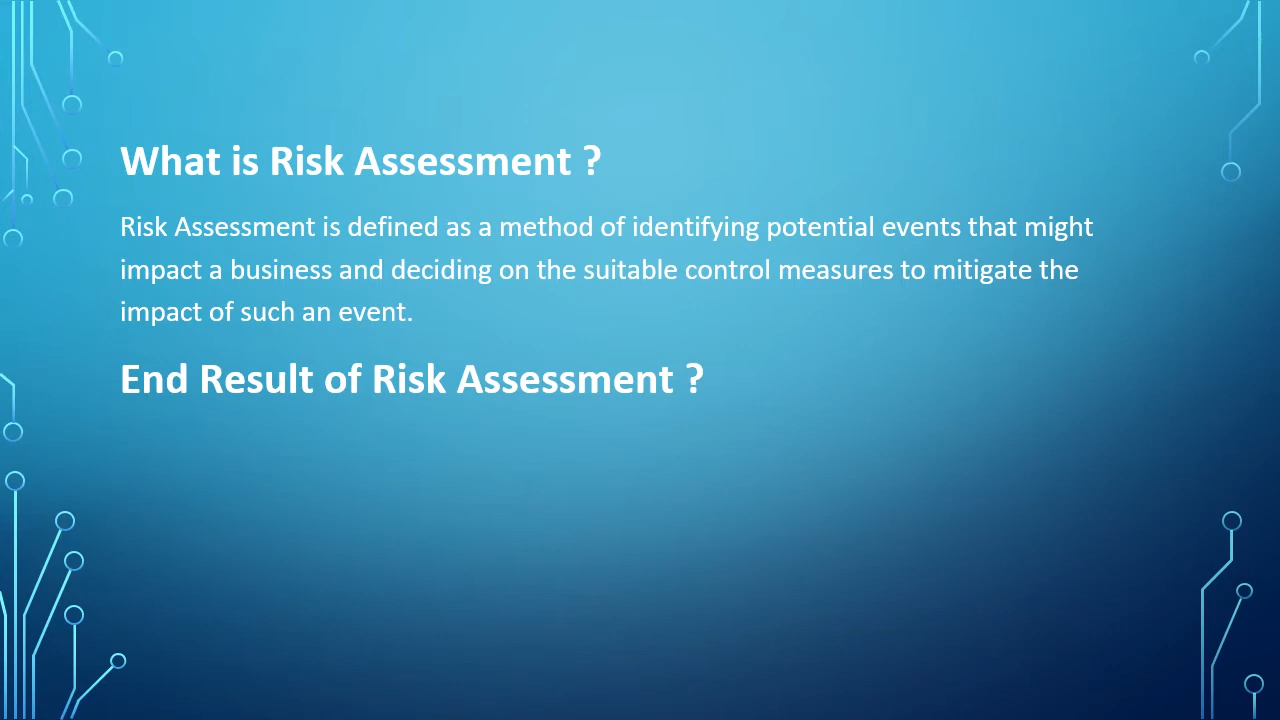 What is Risk Assessment ?
Risk Assessment is defined as a method of identifying potential events that might
impact a business and deciding on the suitable control measures to mitigate the
impact of such an event.
End Result of Risk Assessment ?